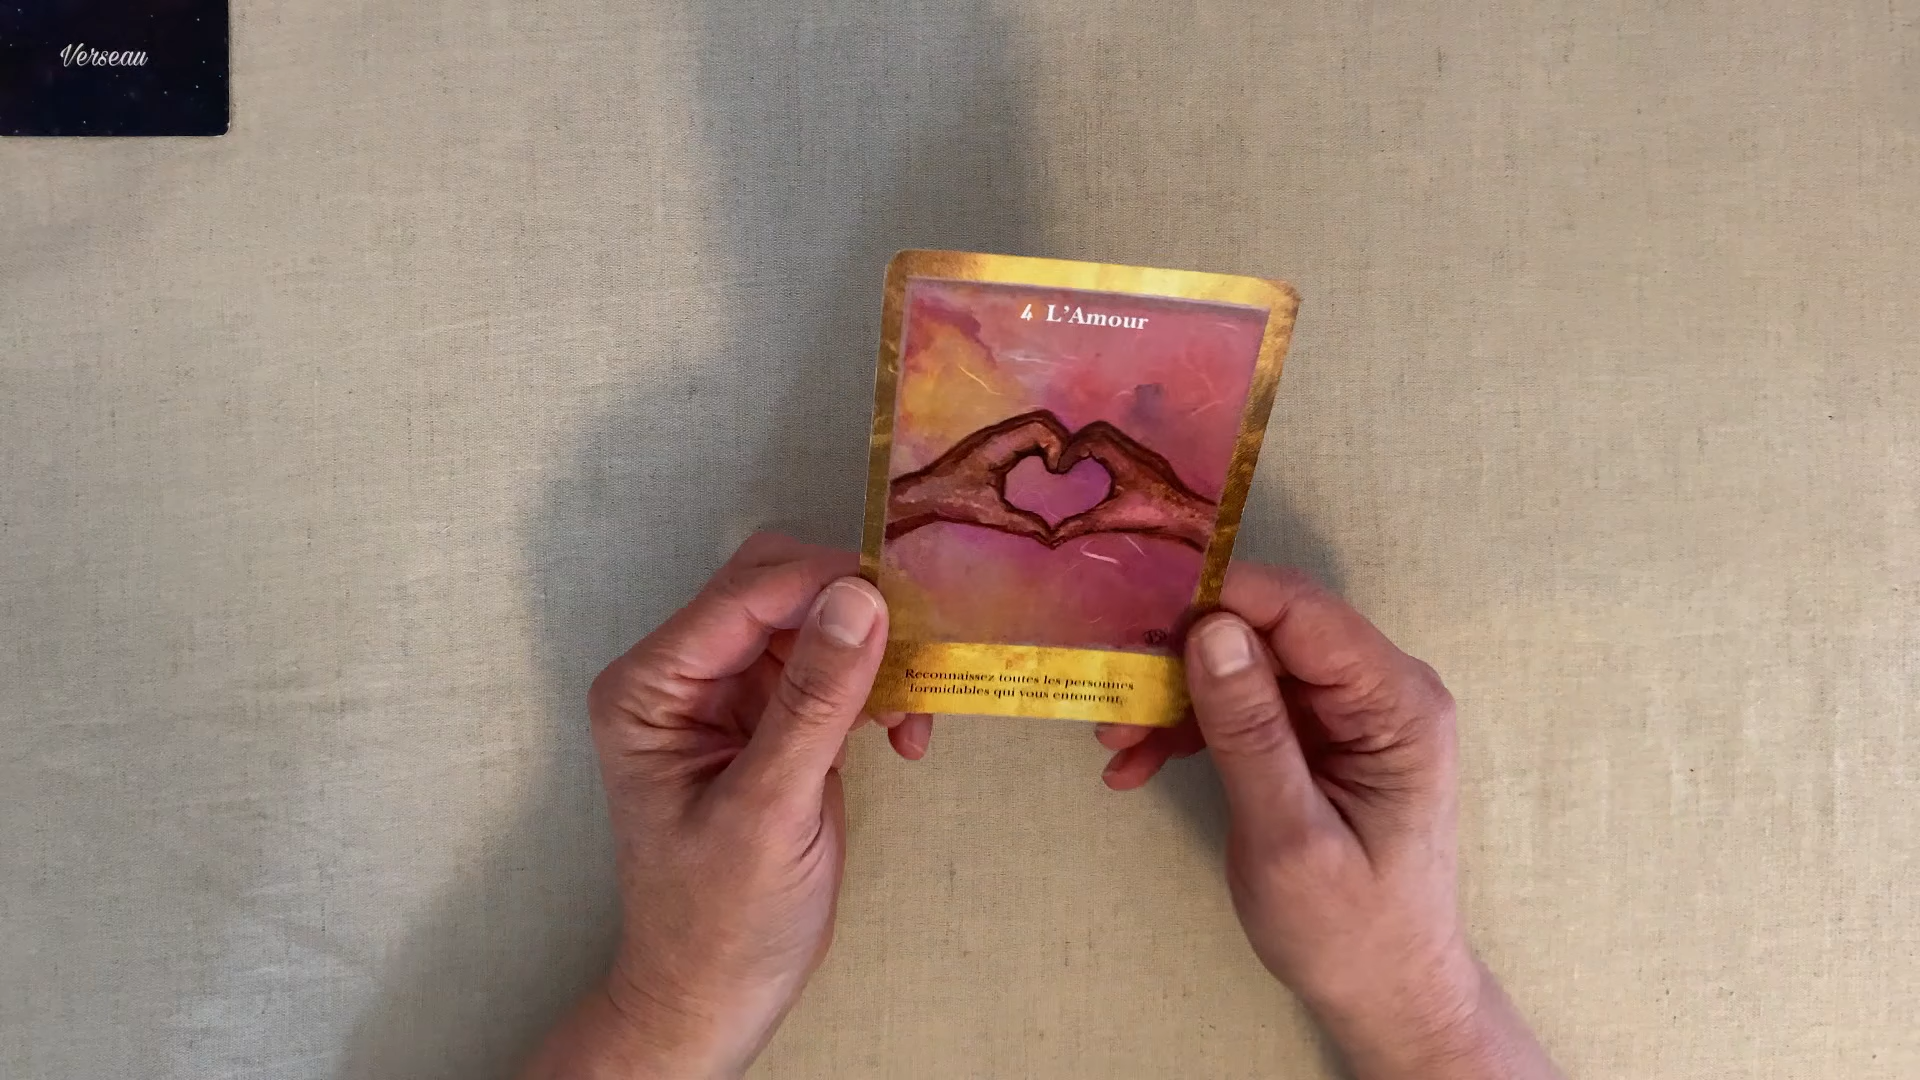 Verseau
4 L'Amour
Reconnaissez toutes les personnes
formidables qui vous entourent.